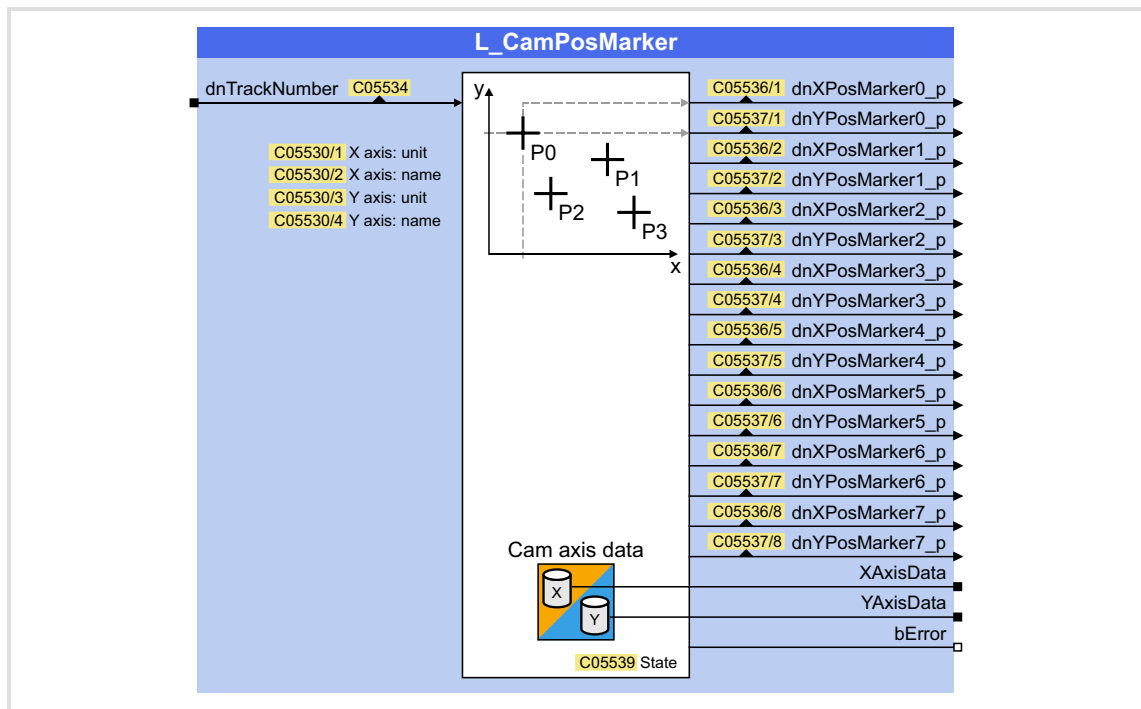 L_CamPosMarker
dnTrackNumber C05534
C05530/1 X axis: unit
C05530/2 X axis: name
C05530/3 Y axis: unit
C05530/4 Y axis: name
y
P0
P1
P2
P3
x
C05536/1 dnXPosMarker0_p
C05537/1 dnYPosMarker0_p
C05536/2 dnXPosMarker1_p
C05537/2 dnYPosMarker1_p
C05536/3 dnXPosMarker2_p
C05537/3 dnYPosMarker2_p
C05536/4 dnXPosMarker3_p
C05537/4 dnYPosMarker3_p
C05536/5 dnXPosMarker4_p
C05537/5 dnYPosMarker4_p
C05536/6 dnXPosMarker5_p
C05537/6 dnYPosMarker5_p
C05536/7 dnXPosMarker6_p
C05537/7 dnYPosMarker6_p
C05536/8 dnXPosMarker7_p
C05537/8 dnYPosMarker7_p
Cam axis data
X
Y
XAxisData
YAxisData
bError
C05539 State